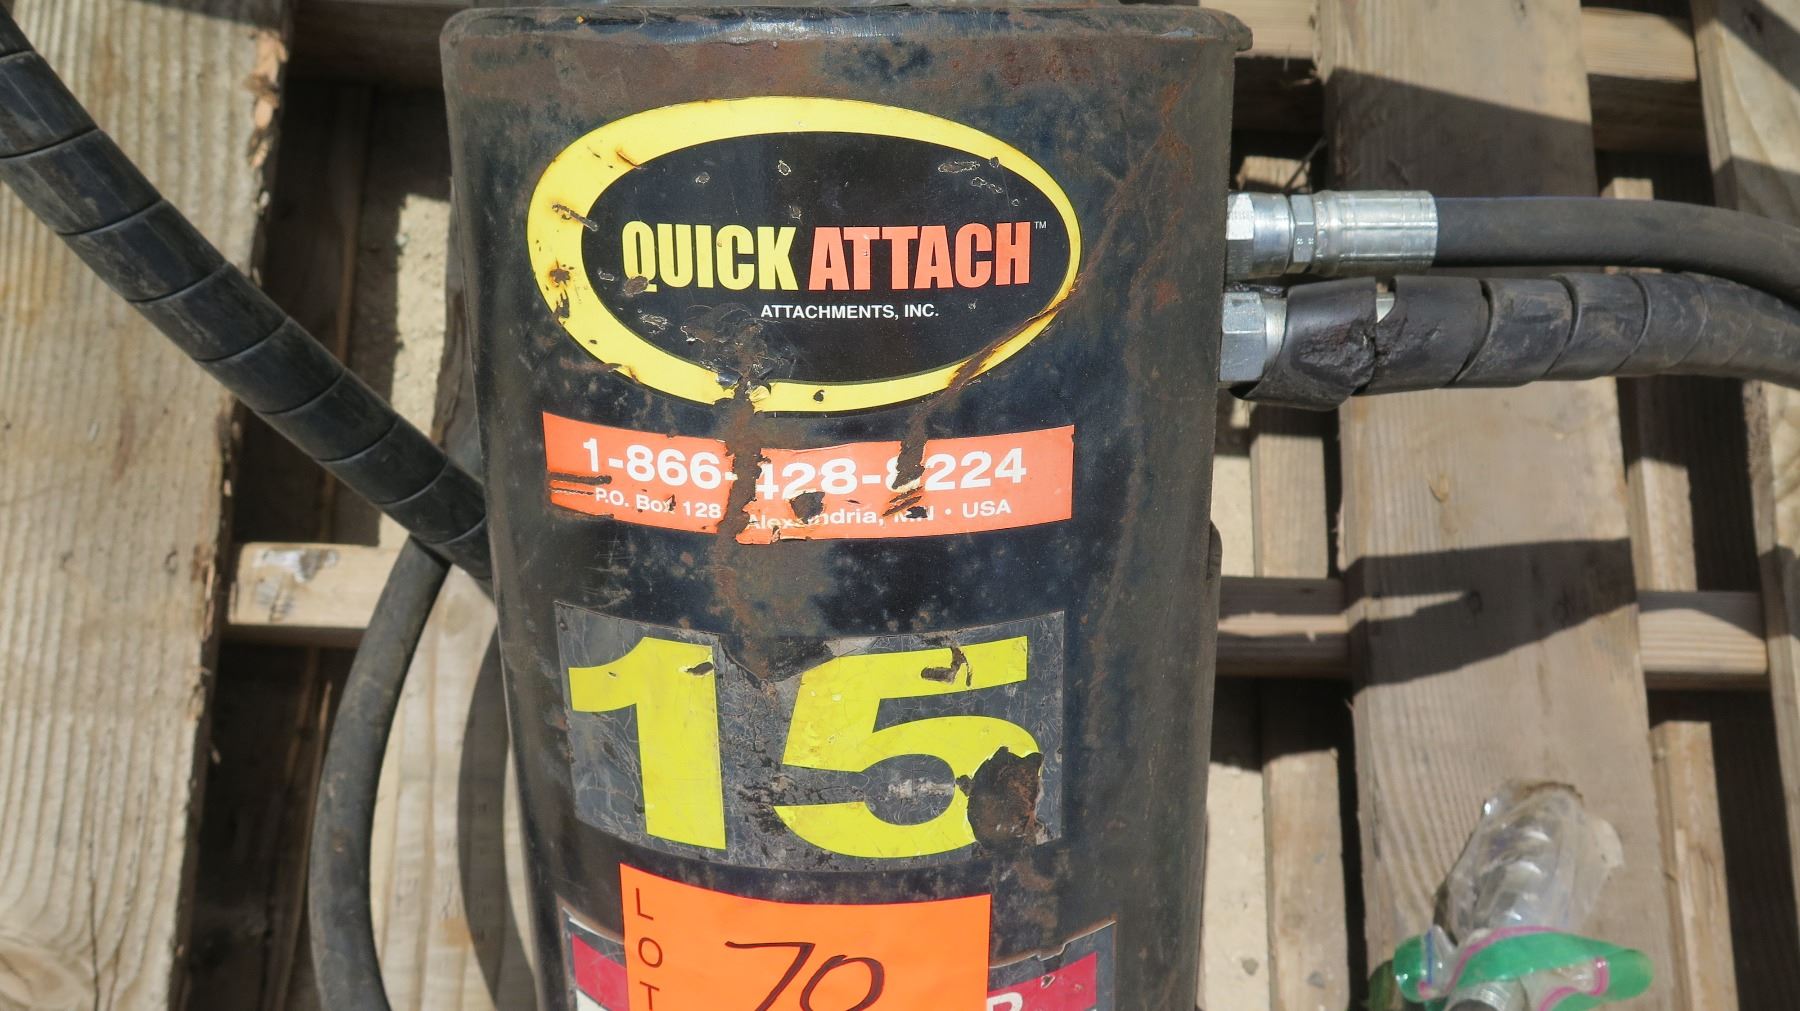 QUICK ATTACH™
ATTACHMENTS, INC.
1-866-428-8224
P.O. Box 128 Alexandria, MN • USA
15
LOT
70
R